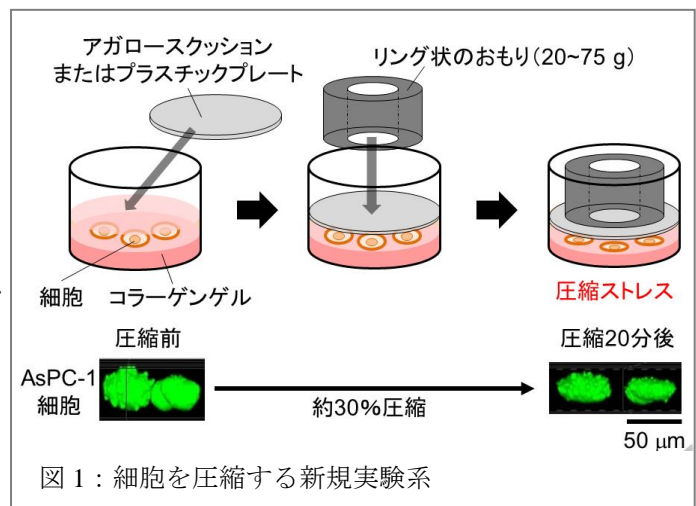 アガロースクッション
またはプラスチックプレート
リング状のおもり(20~75 g)
細胞
コラーゲンゲル
圧縮ストレス
圧縮前
圧縮20分後
AsPC-1
細胞
約30%圧縮
50 μm
図 1：細胞を圧縮する新規実験系